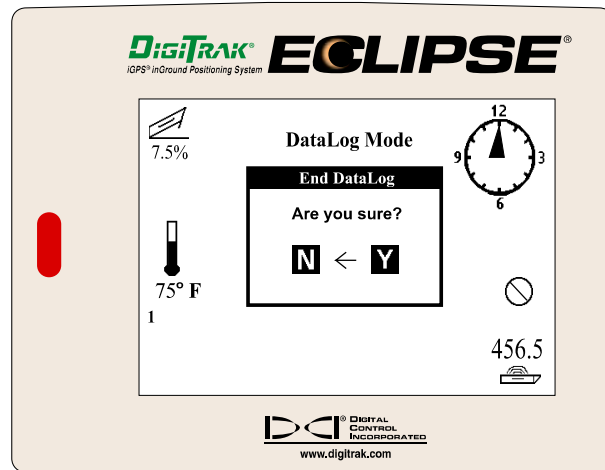 DIGITRAK® ECLIPSE®
iGPS® inGround Positioning System
7.5%
DataLog Mode
12
9 3
6
End DataLog
Are you sure?
N ← Y
75° F
1
456.5
DCI® DIGITAL
CONTROL
INCORPORATED
www.digitrak.com